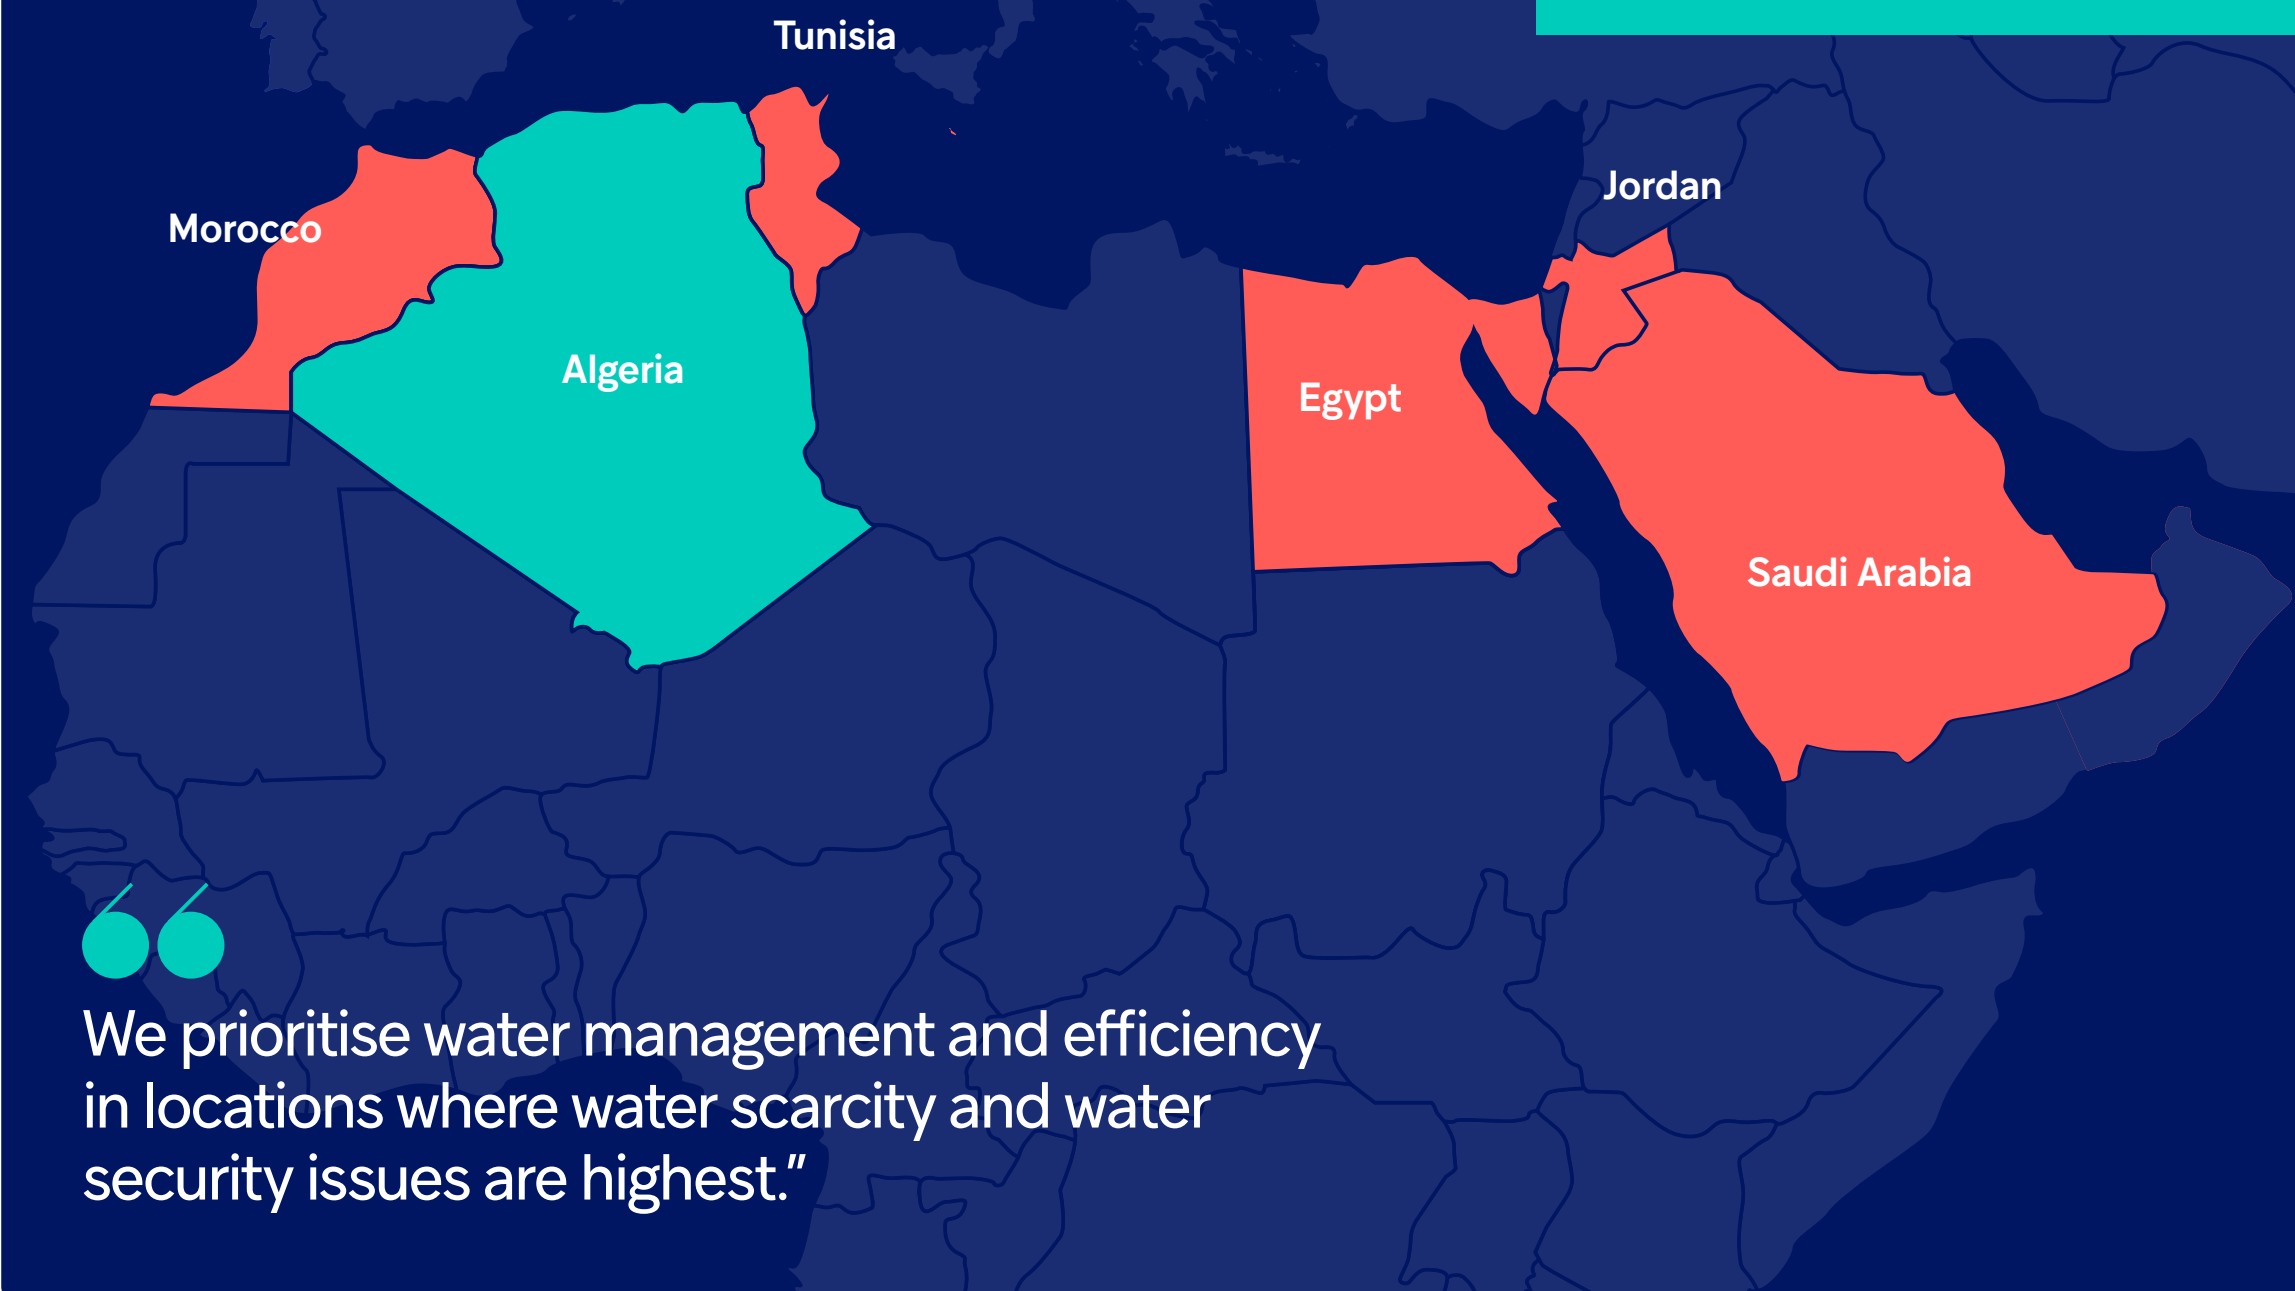 Tunisia
Jordan
Morocco
Algeria
Egypt
Saudi Arabia
“
We prioritise water management and efficiency
in locations where water scarcity and water
security issues are highest.”